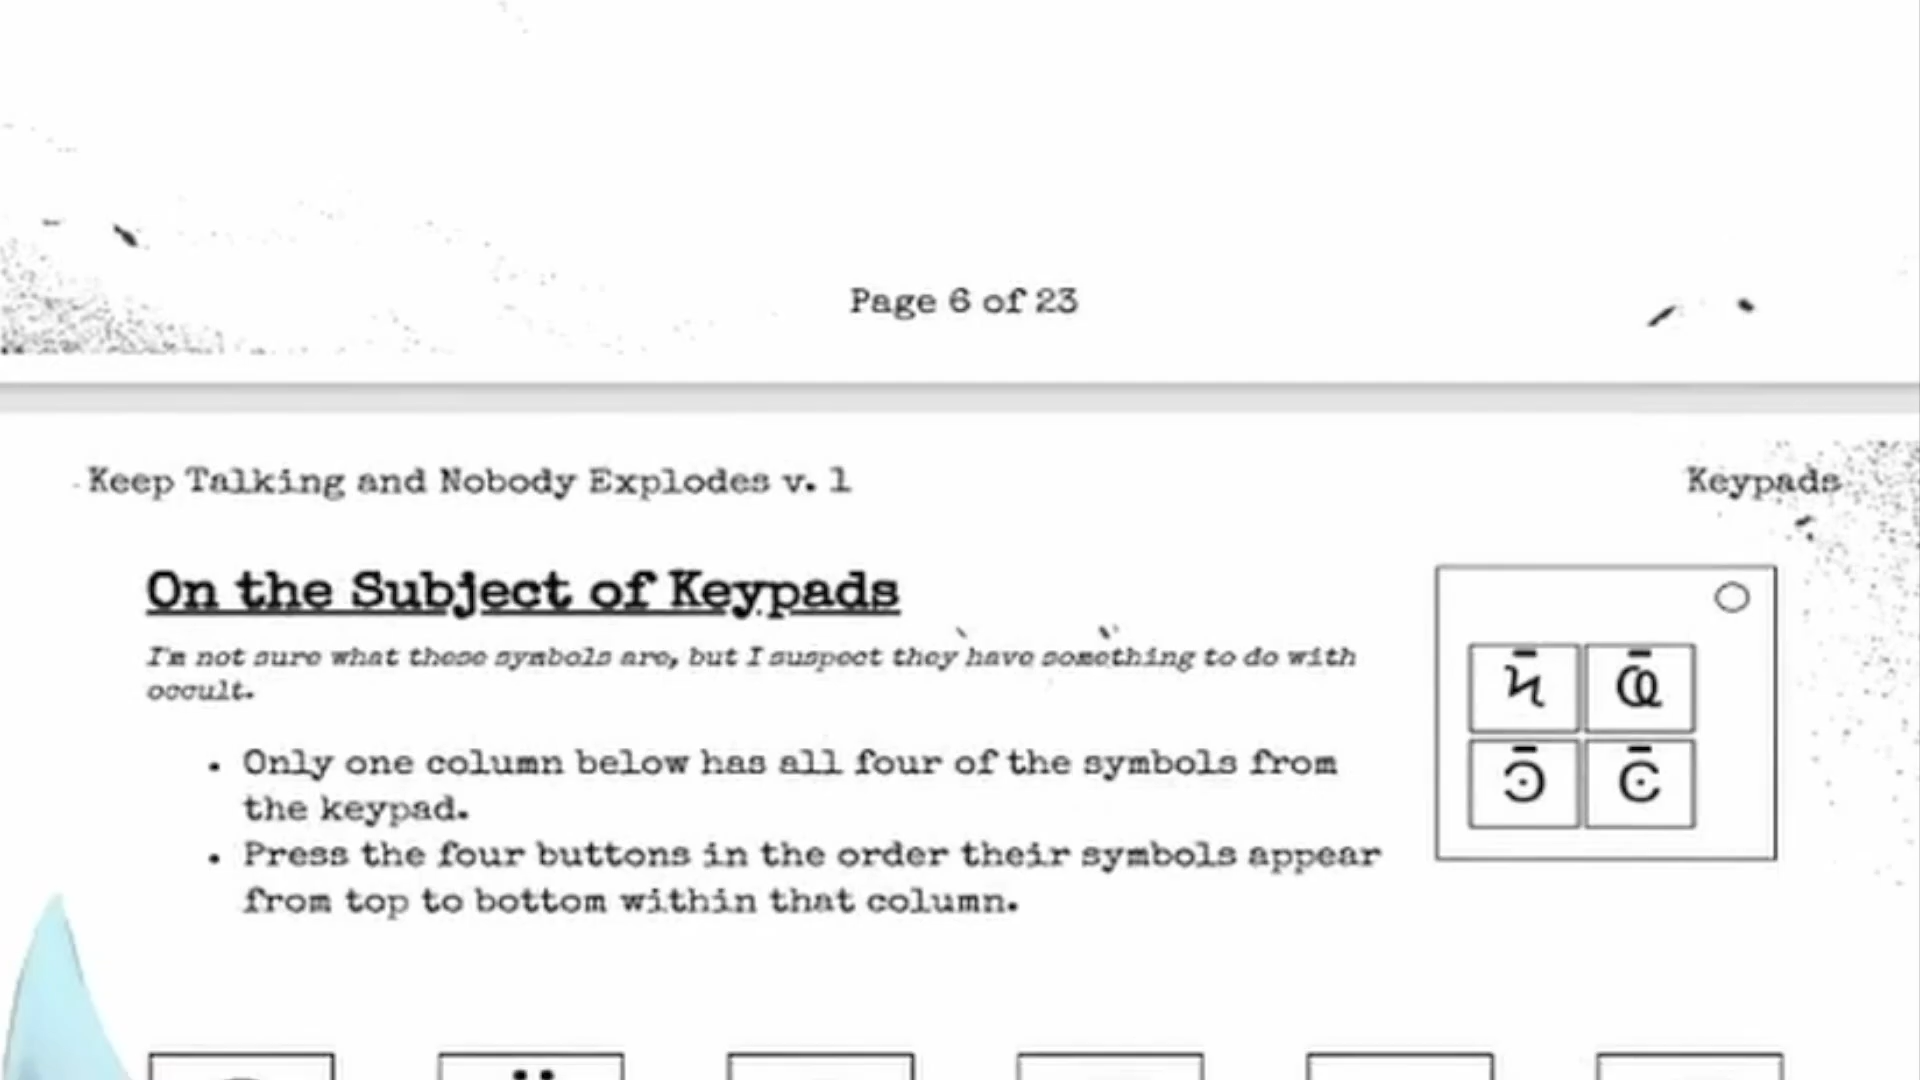 Page 6 of 23
Keep Talking and Nobody Explodes v. 1
Keypads
On the Subject of Keypads
I'm not sure what these symbols are, but I suspect they have something to do with
occult.
• Only one column below has all four of the symbols from
the keypad.
• Press the four buttons in the order their symbols appear
from top to bottom within that column.
Ϟ Ҩ
Ͽ Ͼ